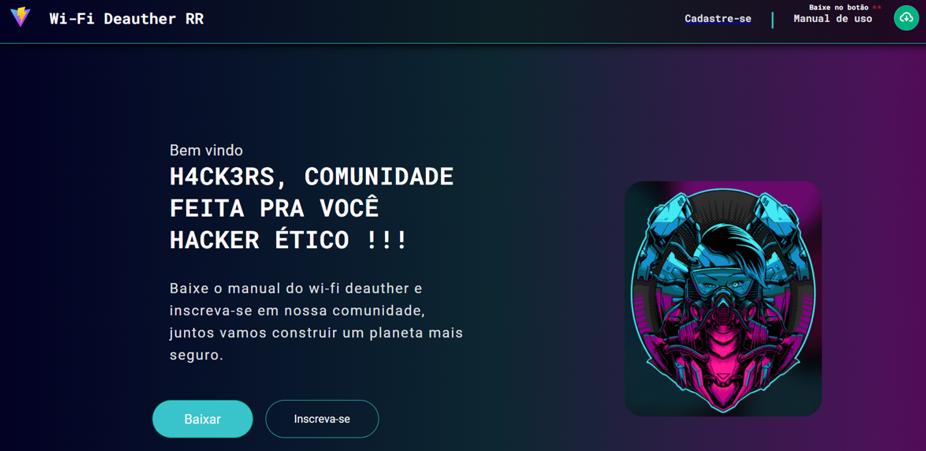 Wi-Fi Deauther RR
Cadastre-se
Baixe no botão **
Manual de uso
Bem vindo
H4CK3RS, COMUNIDADE
FEITA PRA VOCÊ
HACKER ÉTICO !!!
Baixe o manual do wi-fi deauther e
inscreva-se em nossa comunidade,
juntos vamos construir um planeta mais
seguro.
Baixar
Inscreva-se